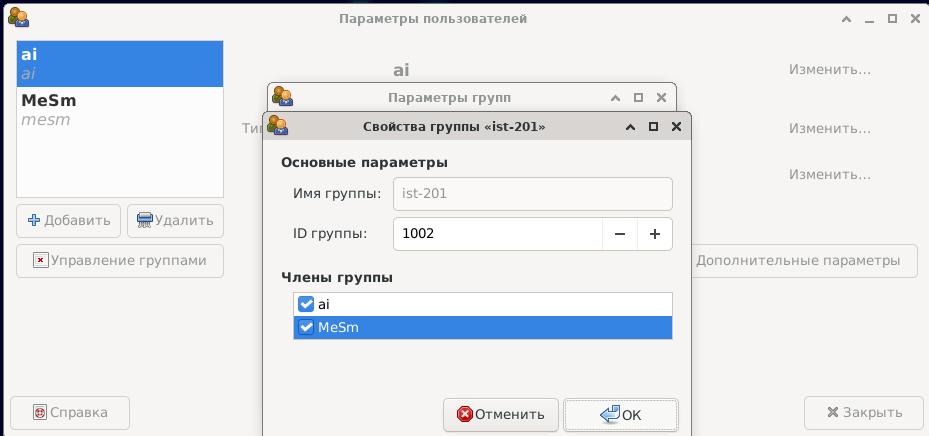 Параметры пользователей
ai
ai
MeSm
mesm
ai
Изменить...
Изменить...
Изменить...
Добавить
Удалить
Управление группами
Дополнительные параметры
Справка
Закрыть
Параметры групп
Свойства группы «ist-201»
Основные параметры
Имя группы: ist-201
ID группы: 1002
Члены группы
ai
MeSm
Отменить
ОК